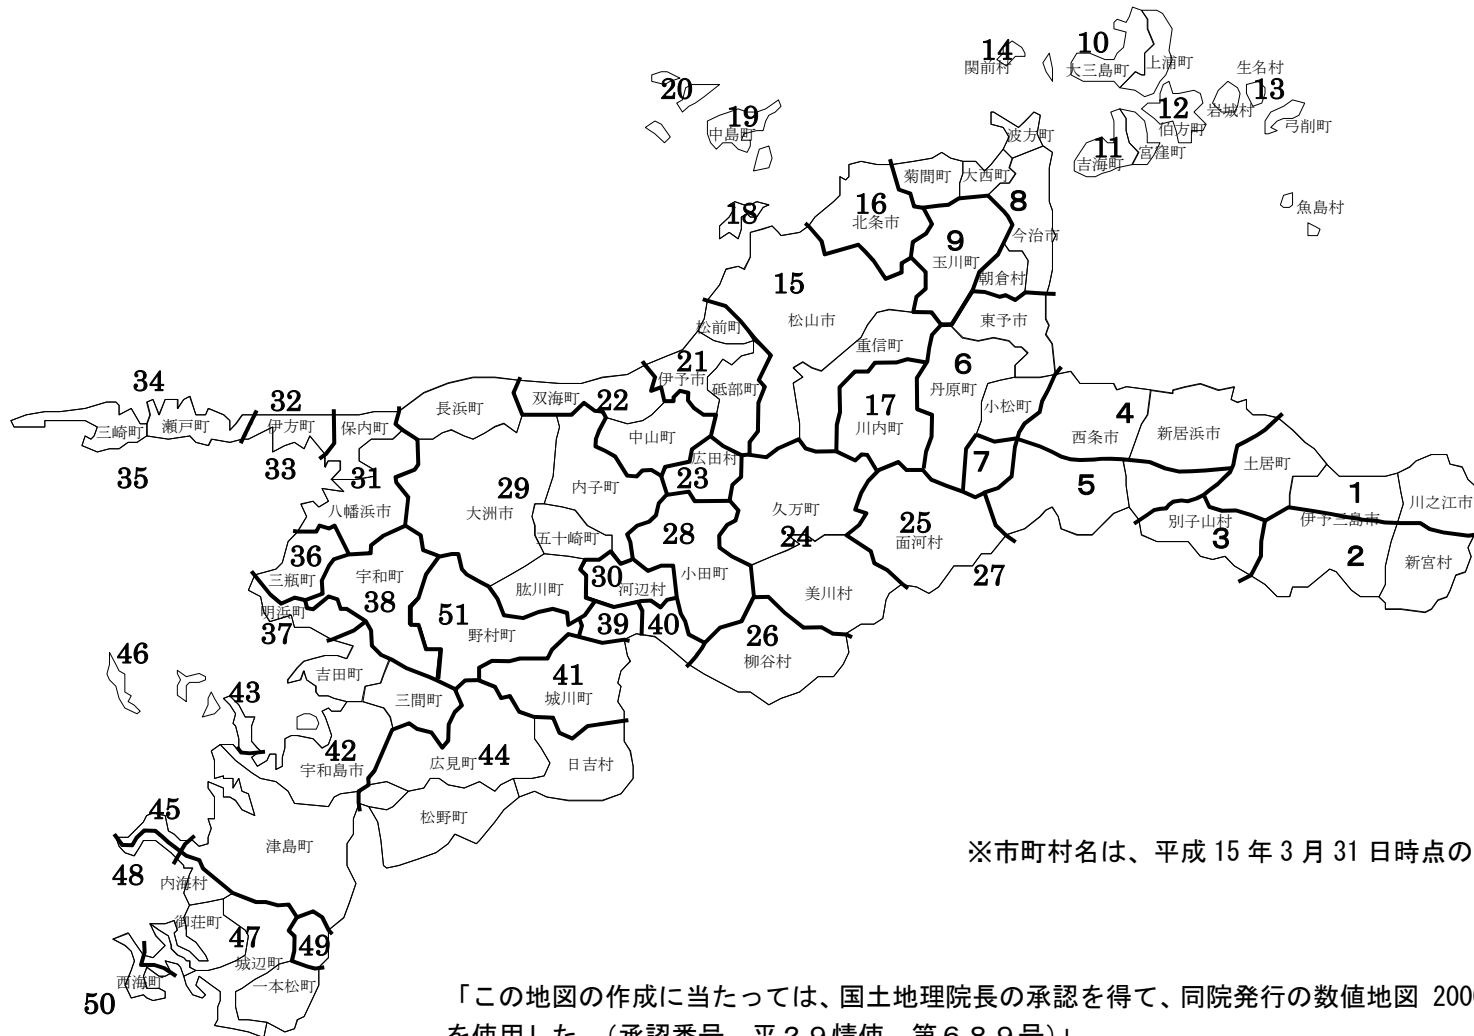 14
関前村
10
大三島町
上浦町
生名村
13
12
岩城村
伯方町
弓削町
20
19
中島町
波方町
11
吉海町
宮窪町
菊間町
大西町
8
魚島村
16
北条市
18
今治市
9
玉川町
朝倉村
15
松山市
松前町
東予市
重信町
21
伊予市
6
丹原町
砥部町
34
32
三崎町
瀬戸町
伊方町
保内町
長浜町
双海町
22
中山町
17
川内町
小松町
4
西条市
新居浜市
33
35
31
広田村
23
7
土居町
5
1
川之江市
伊予三島市
29
大洲市
内子町
八幡浜市
久万町
24
25
面河村
別子山村
3
2
新宮村
五十崎町
28
36
三瓶町
宇和町
38
肱川町
30
河辺村
小田町
美川村
27
明浜町
37
51
野村町
39
40
26
柳谷村
46
吉田町
41
城川町
43
三間町
42
宇和島市
広見町
44
日吉村
45
松野町
津島町
48
内海村
御荘町
47
49
城辺町
西海町
50
一本松町
※市町村名は、平成 15 年 3 月 31 日時点の
「この地図の作成に当たっては、国土地理院長の承認を得て、同院発行の数値地図 200
を使用した。(承認番号 平29情使、第689号)」